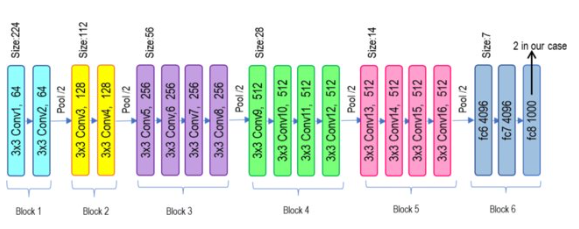 Size:224
3x3 Conv1, 64
3x3 Conv2, 64
Pool /2
Size:112
3x3 Conv3, 128
3x3 Conv4, 128
Pool /2
Size:56
3x3 Conv5, 256
3x3 Conv,6 256
3x3 Conv7, 256
3x3 Conv8, 256
Pool /2
Size:28
3x3 Conv9, 512
3x3 Conv10, 512
3x3 Conv11, 512
3x3 Conv12, 512
Pool /2
Size:14
3x3 Conv13, 512
3x3 Conv14, 512
3x3 Conv15, 512
3x3 Conv16, 512
Pool /2
Size:7
fc6 4096
fc7 4096
fc8 1000
2 in our case
Block 1
Block 2
Block 3
Block 4
Block 5
Block 6